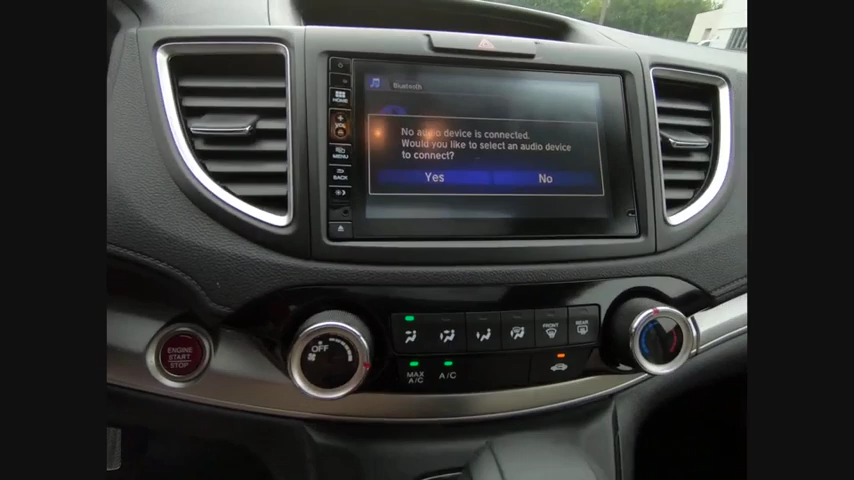 Bluetooth
HOME
VOL
MENU
BACK
No audio device is connected.
Would you like to select an audio device
to connect?
Yes
No
OFF
ENGINE
START
STOP
FRONT
REAR
MAX
A/C
A/C